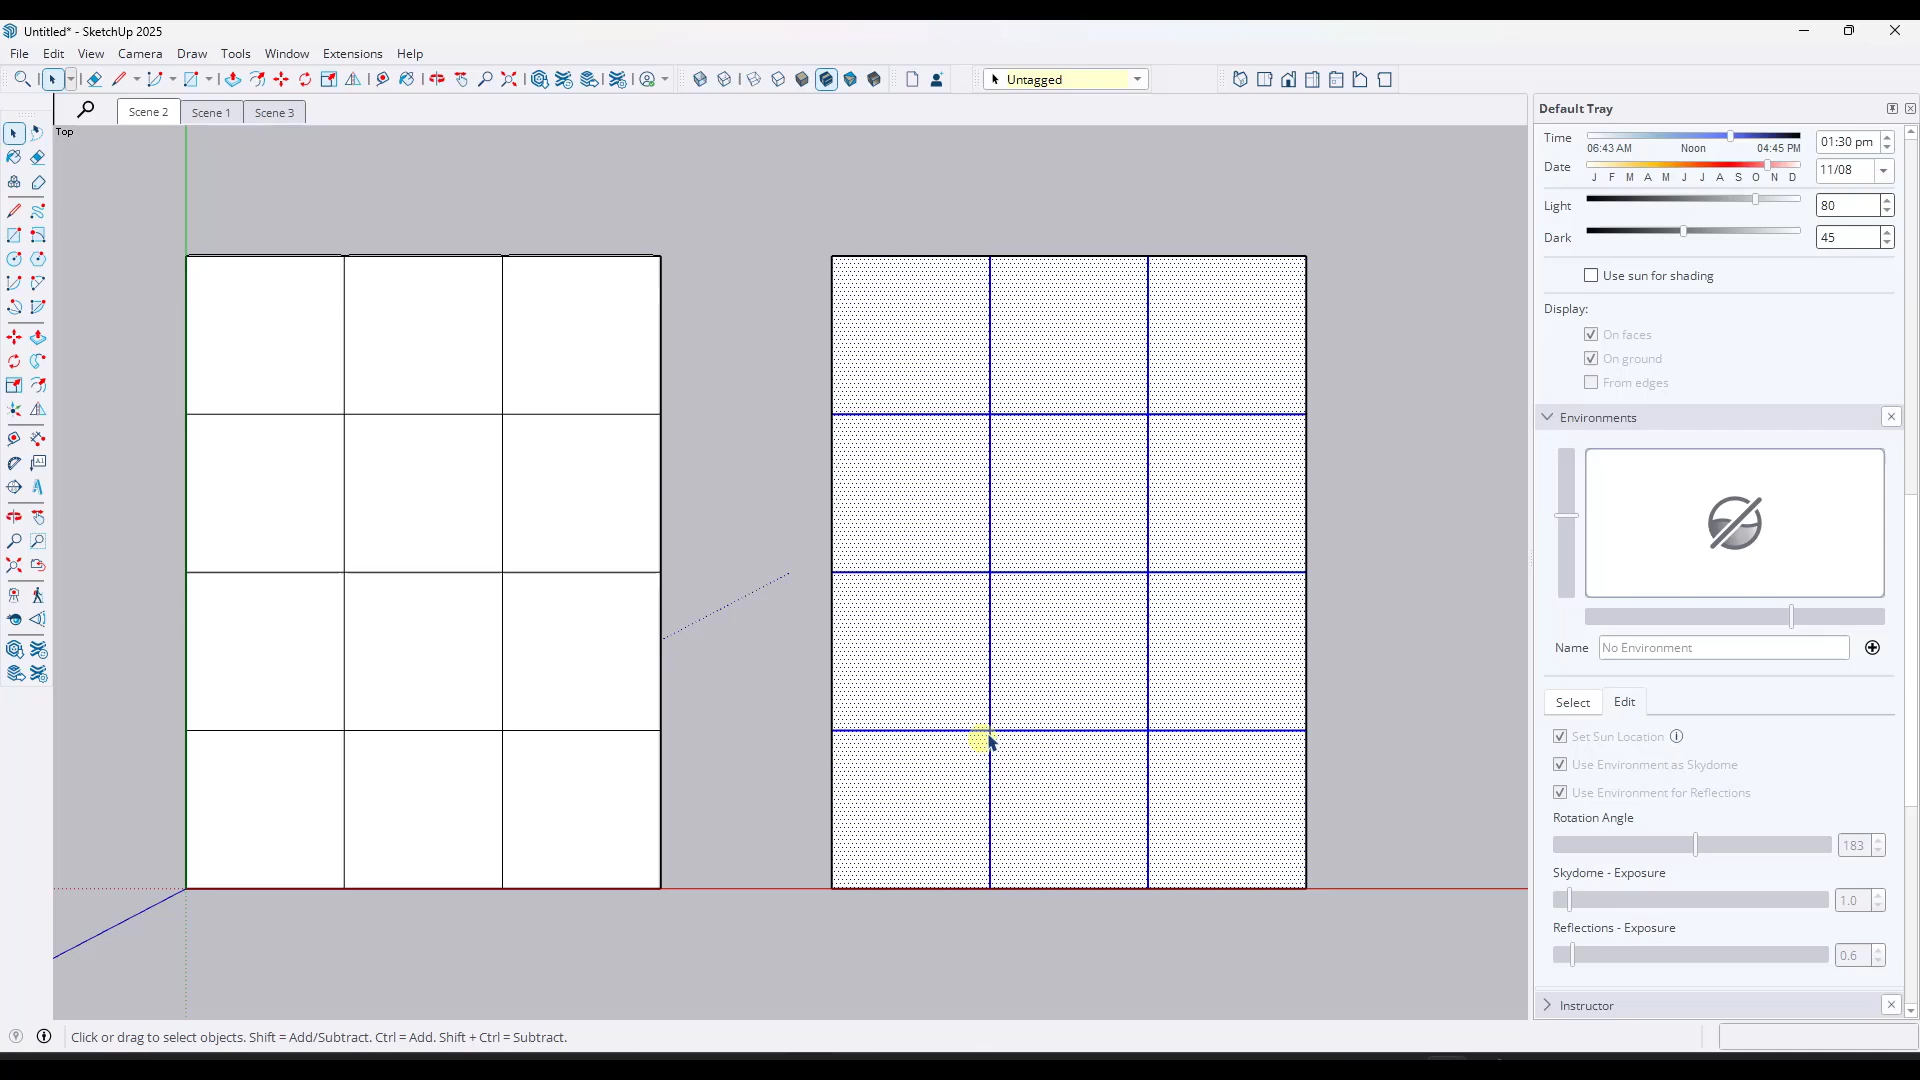 Untitled* - SketchUp 2025
File Edit View Camera Draw Tools Window Extensions Help
Untagged
Scene 2 Scene 1 Scene 3
Top
Default Tray
Time 06:43 AM Noon 04:45 PM 01:30 pm
Date J F M A M J J A S O N D 11/08
Light 80
Dark 45
Use sun for shading
Display:
On faces
On ground
From edges
Environments
Name No Environment
Select Edit
Set Sun Location
Use Environment as Skydome
Use Environment for Reflections
Rotation Angle
183
Skydome - Exposure
1.0
Reflections - Exposure
0.6
Instructor
Click or drag to select objects. Shift = Add/Subtract. Ctrl = Add. Shift + Ctrl = Subtract.